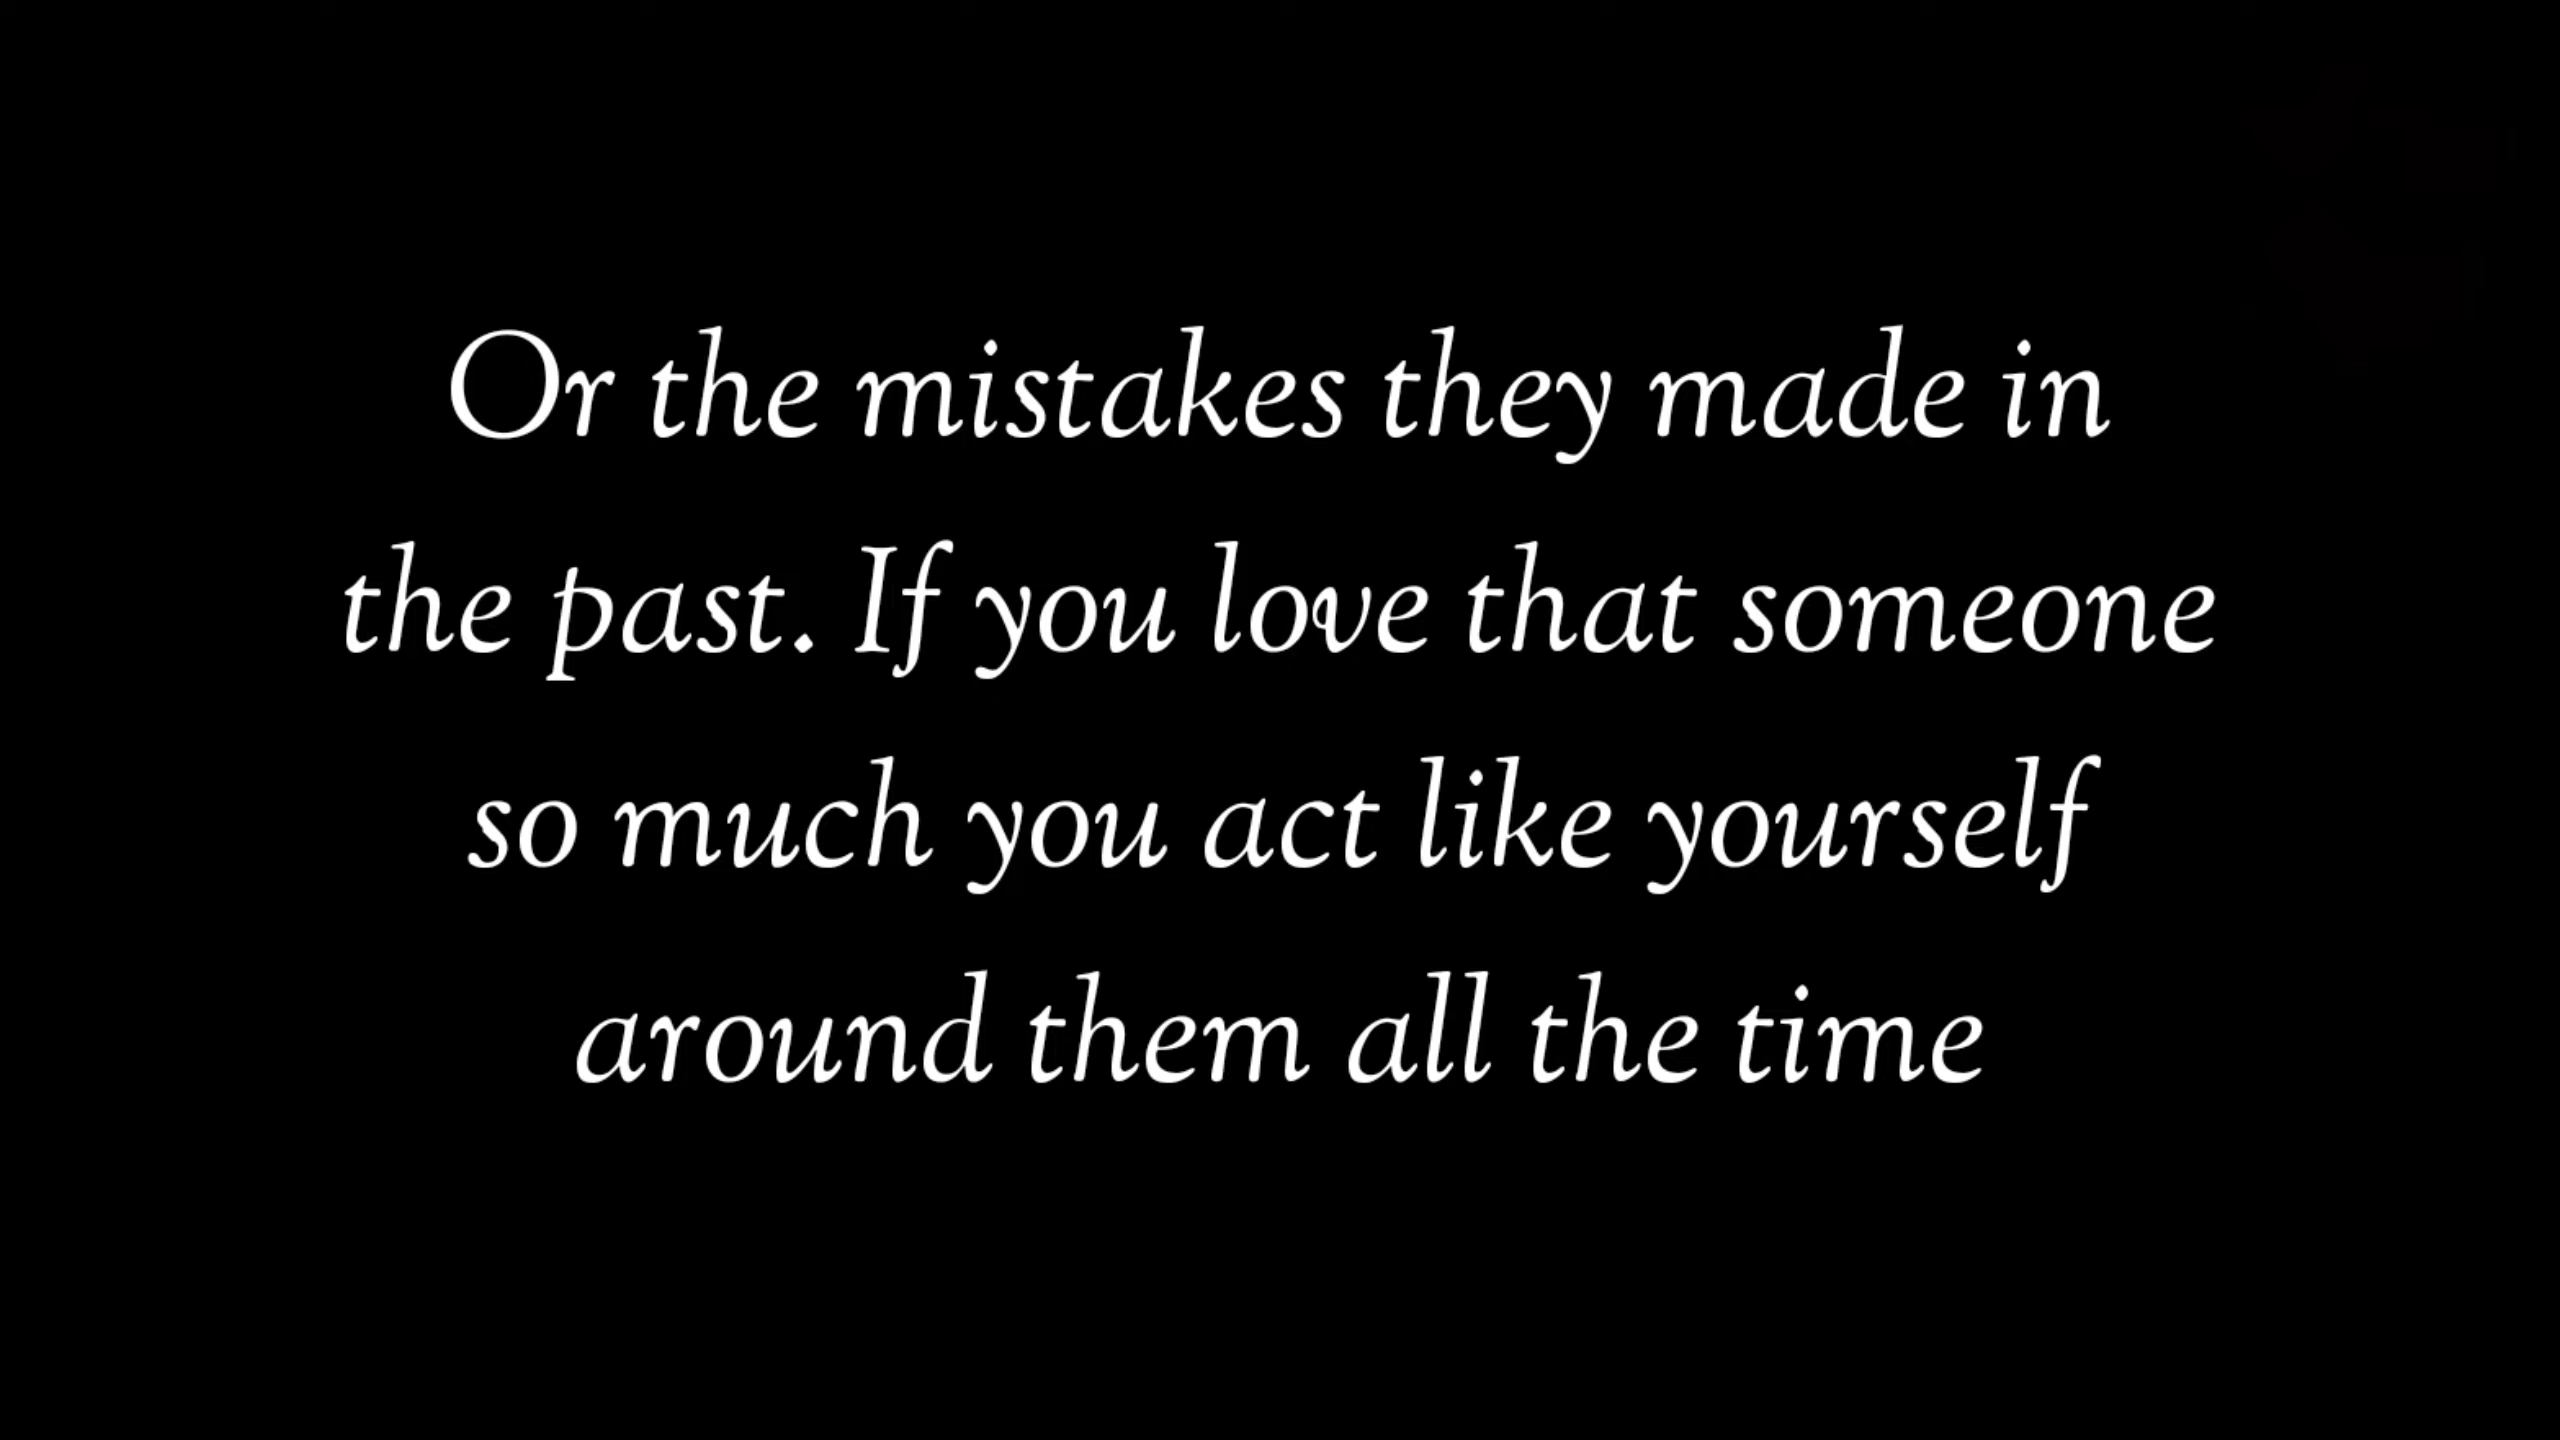 Or the mistakes they made in
the past. If you love that someone
so much you act like yourself
around them all the time